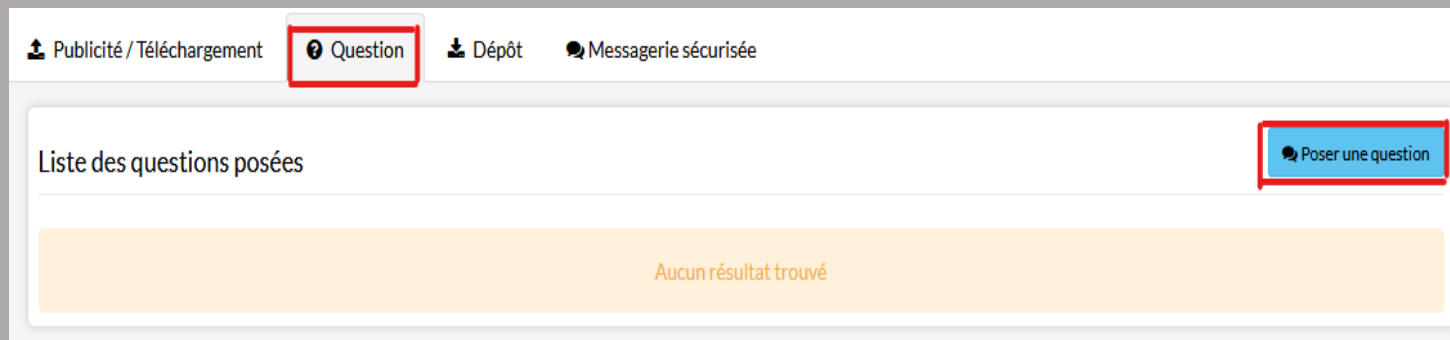 Publicité / Téléchargement Question Dépôt Messagerie sécurisée
Liste des questions posées
Poser une question
Aucun résultat trouvé